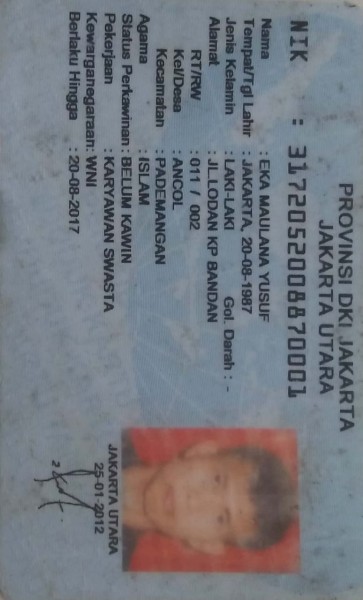 PROVINSI DKI JAKARTA
JAKARTA UTARA
NIK : 3172052008870001
Nama : EKA MAULANA YUSUF
Tempat/Tgl Lahir : JAKARTA, 20-08-1987
Jenis Kelamin : LAKI-LAKI Gol. Darah : -
Alamat : JL.LODAN KP BANDAN
RT/RW : 011 / 002
Kel/Desa : ANCOL
Kecamatan : PADEMANGAN
Agama : ISLAM
Status Perkawinan : BELUM KAWIN
Pekerjaan : KARYAWAN SWASTA
Kewarganegaraan: WNI
Berlaku Hingga : 20-08-2017
JAKARTA UTARA
25-01-2012